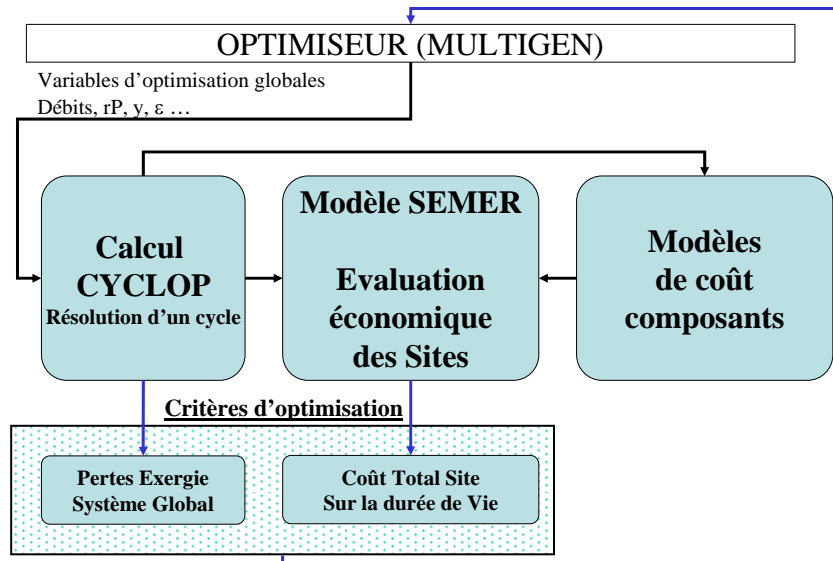 OPTIMISEUR (MULTIGEN)
Variables d'optimisation globales
Débits, rP, y, ε …
Calcul
CYCLOP
Résolution d'un cycle
Modèle SEMER
Evaluation
économique
des Sites
Modèles
de coût
composants
Critères d'optimisation
Pertes Exergie
Système Global
Coût Total Site
Sur la durée de Vie